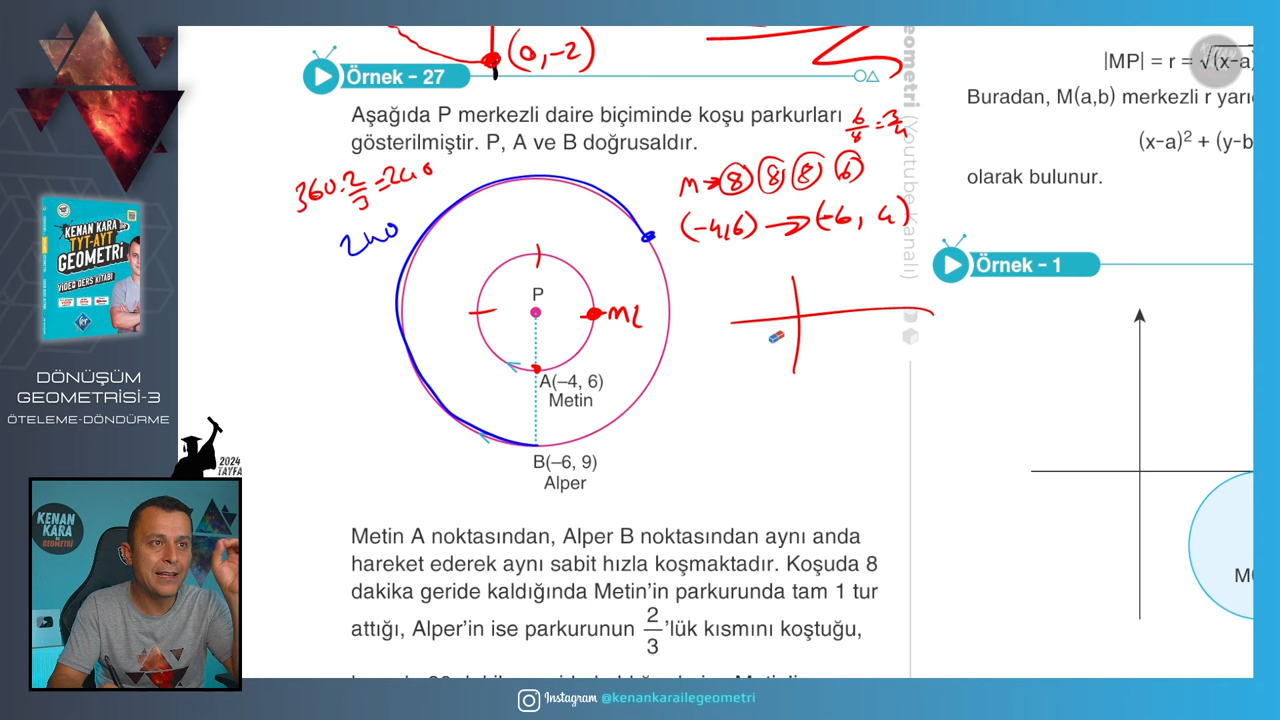 (0,-2)
Örnek - 27
Aşağıda P merkezli daire biçiminde koşu parkurları
gösterilmiştir. P, A ve B doğrusaldır.
6/8 = 3/4
360·2/3 = 240
240
M→ 8 8 8 6
(-4,6) → (-6, 4)
P
A(–4, 6)
Metin
B(–6, 9)
Alper
Metin A noktasından, Alper B noktasından aynı anda
hareket ederek aynı sabit hızla koşmaktadır. Koşuda 8
dakika geride kaldığında Metin'in parkurunda tam 1 tur
attığı, Alper'in ise parkurunun 2/3'lük kısmını koştuğu,
eometri (Youtube Kanalı)
|MP| = r = √(x-a)
Buradan, M(a,b) merkezli r yarı
(x-a)² + (y-b
olarak bulunur.
Örnek - 1
KENAN KARA
TYT-AYT
GEOMETRİ
VİDEO DERS KİTABI
DÖNÜŞÜM
GEOMETRİSİ-3
ÖTELEME-DÖNDÜRME
2024
TAYFA
KENAN
KARA
GEOMETRİ
Instagram @kenankarailegeometri